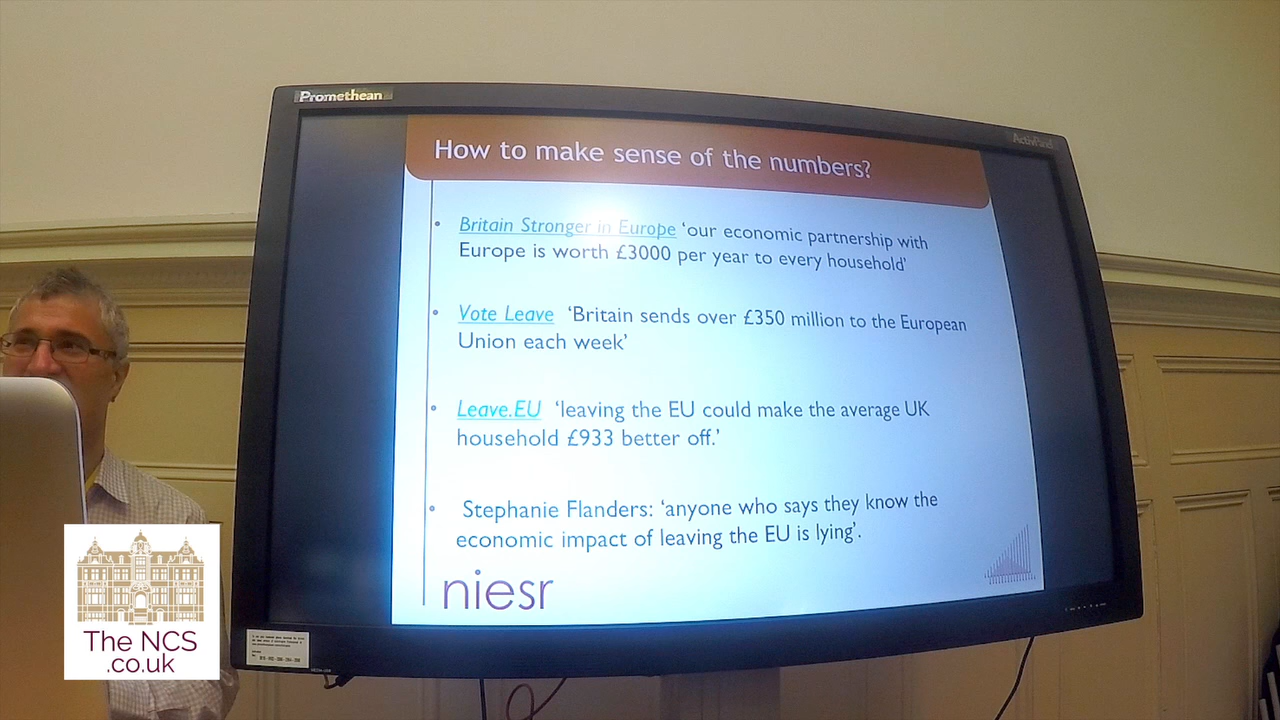 Promethean
ActivPanel
How to make sense of the numbers?
• Britain Stronger in Europe ‘our economic partnership with
Europe is worth £3000 per year to every household’
• Vote Leave ‘Britain sends over £350 million to the European
Union each week’
• Leave.EU ‘leaving the EU could make the average UK
household £933 better off.’
• Stephanie Flanders: ‘anyone who says they know the
economic impact of leaving the EU is lying’.
niesr
The NCS
.co.uk